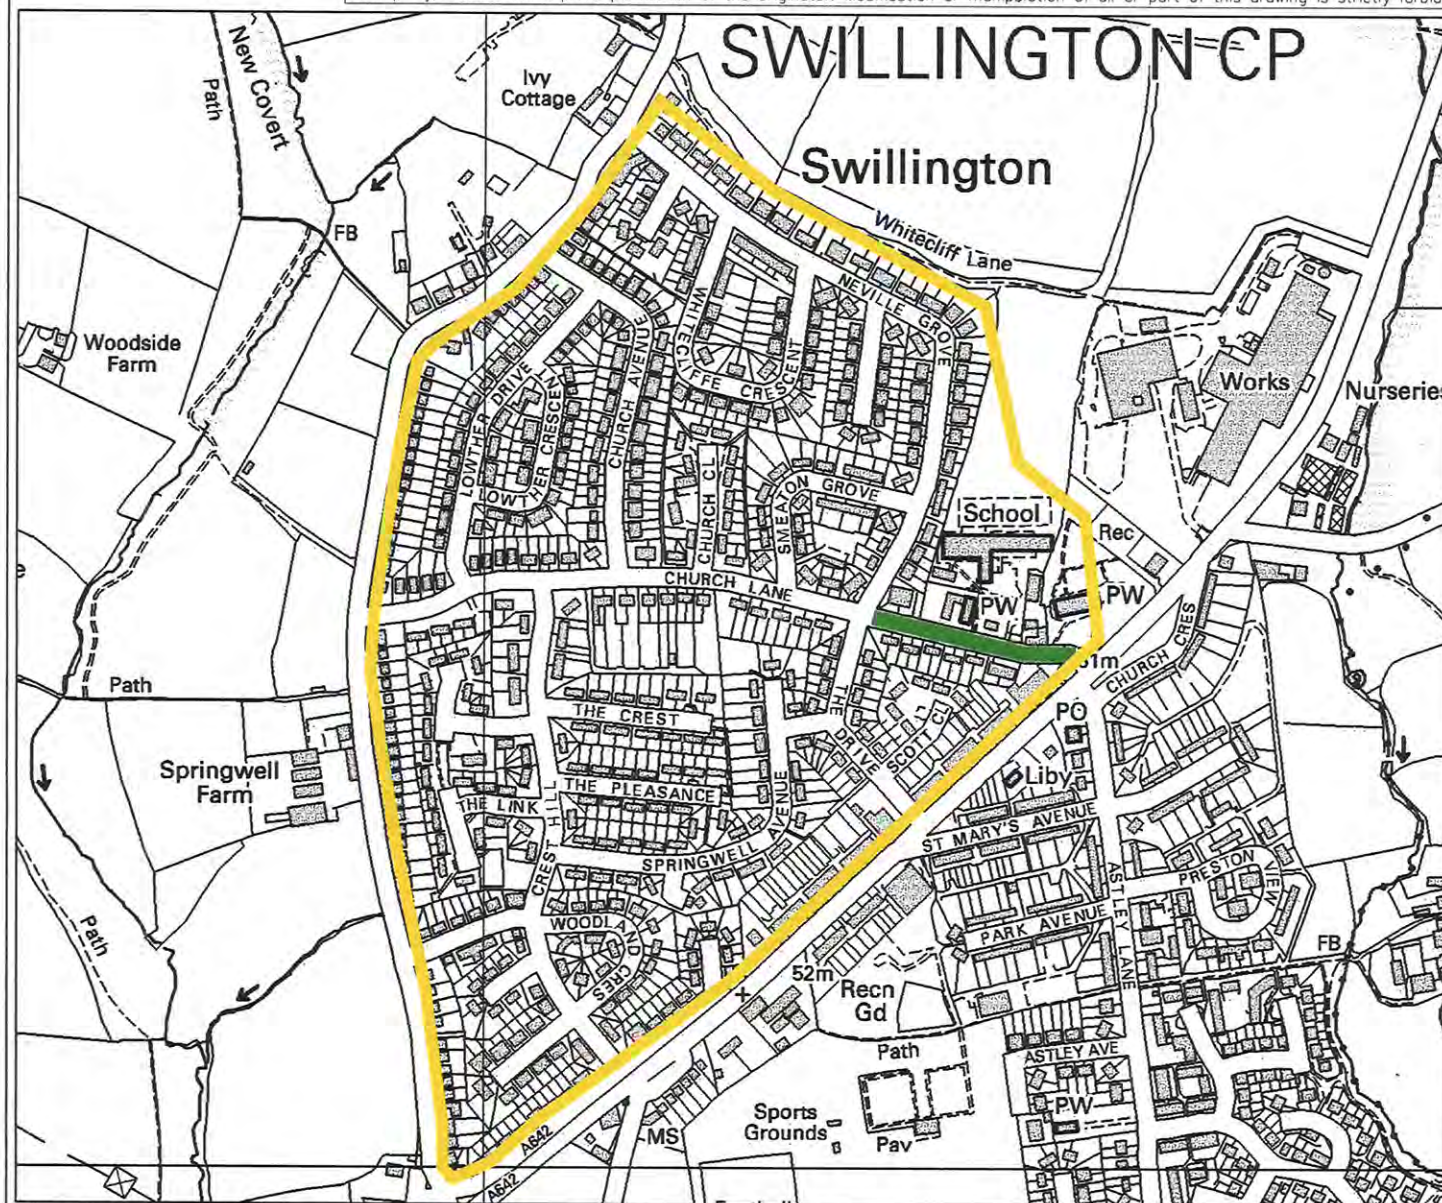 SWILLINGTON CP
Swillington
New Covert
Path
Ivy
Cottage
FB
Whitecliff Lane
Woodside
Farm
NEVILLE GROVE
WHITECLIFFE CRESCENT
CHURCH AVENUE
LOWTHER DRIVE
LOWTHER CRESCENT
CHURCH CL
SMEATON GROVE
Works
Nurseries
School
Rec
PW
PW
CHURCH LANE
61m
CHURCH CRES
PO
Path
THE CREST
THE DRIVE
SCOTT CL
Springwell
Farm
THE LINK
THE PLEASANCE
CREST HILL
SPRINGWELL AVENUE
Liby
ST MARY'S AVENUE
ASTLEY LANE
PRESTON VIEW
PARK AVENUE
WOODLAND CRES
Path
52m
Recn
Gd
FB
Path
ASTLEY AVE
PW
Sports
Grounds
Pav
MS
A642
A642